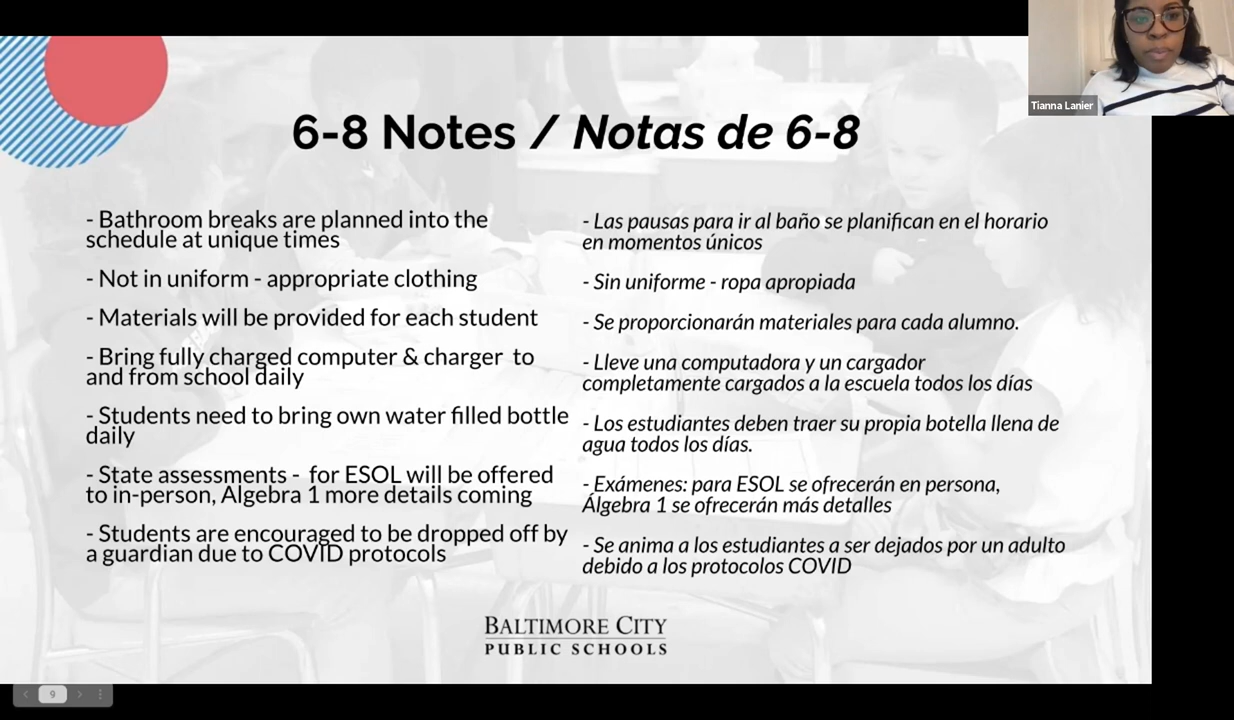 Tianna Lanier
6-8 Notes / Notas de 6-8
- Bathroom breaks are planned into the
schedule at unique times
- Not in uniform - appropriate clothing
- Materials will be provided for each student
- Bring fully charged computer & charger  to
and from school daily
- Students need to bring own water filled bottle
daily
- State assessments -  for ESOL will be offered
to in-person, Algebra 1 more details coming
- Students are encouraged to be dropped off by
a guardian due to COVID protocols
- Las pausas para ir al baño se planifican en el horario
en momentos únicos
- Sin uniforme - ropa apropiada
- Se proporcionarán materiales para cada alumno.
- Lleve una computadora y un cargador
completamente cargados a la escuela todos los días
- Los estudiantes deben traer su propia botella llena de
agua todos los días.
- Exámenes: para ESOL se ofrecerán en persona,
Álgebra 1 se ofrecerán más detalles
- Se anima a los estudiantes a ser dejados por un adulto
debido a los protocolos COVID
BALTIMORE CITY
PUBLIC SCHOOLS
9